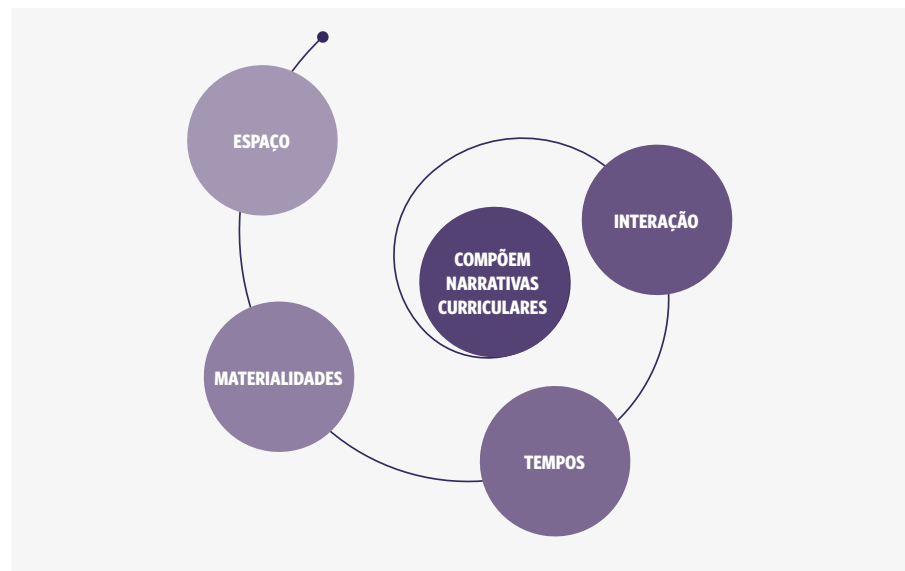 ESPAÇO
MATERIALIDADES
TEMPOS
INTERAÇÃO
COMPÕEM
NARRATIVAS
CURRICULARES